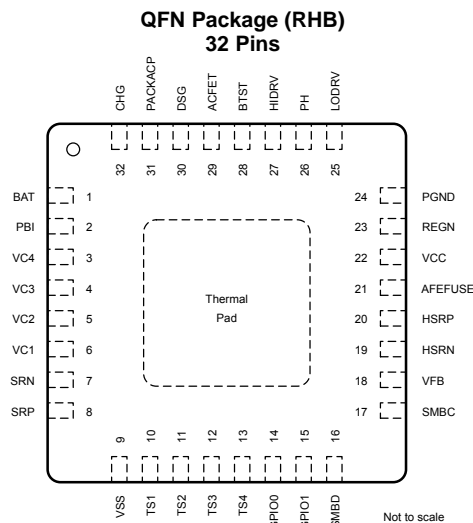 QFN Package (RHB)
32 Pins
CHG PACKACP DSG ACFET BTST HIDRV PH LODRV
32 31 30 29 28 27 26 25
BAT 1 24 PGND
PBI 2 23 REGN
VC4 3 22 VCC
VC3 4 21 AFEFUSE
VC2 5 20 HSRP
VC1 6 19 HSRN
SRN 7 18 VFB
SRP 8 17 SMBC
Thermal
Pad
9 10 11 12 13 14 15 16
VSS TS1 TS2 TS3 TS4 GPIO0 GPIO1 SMBD
Not to scale